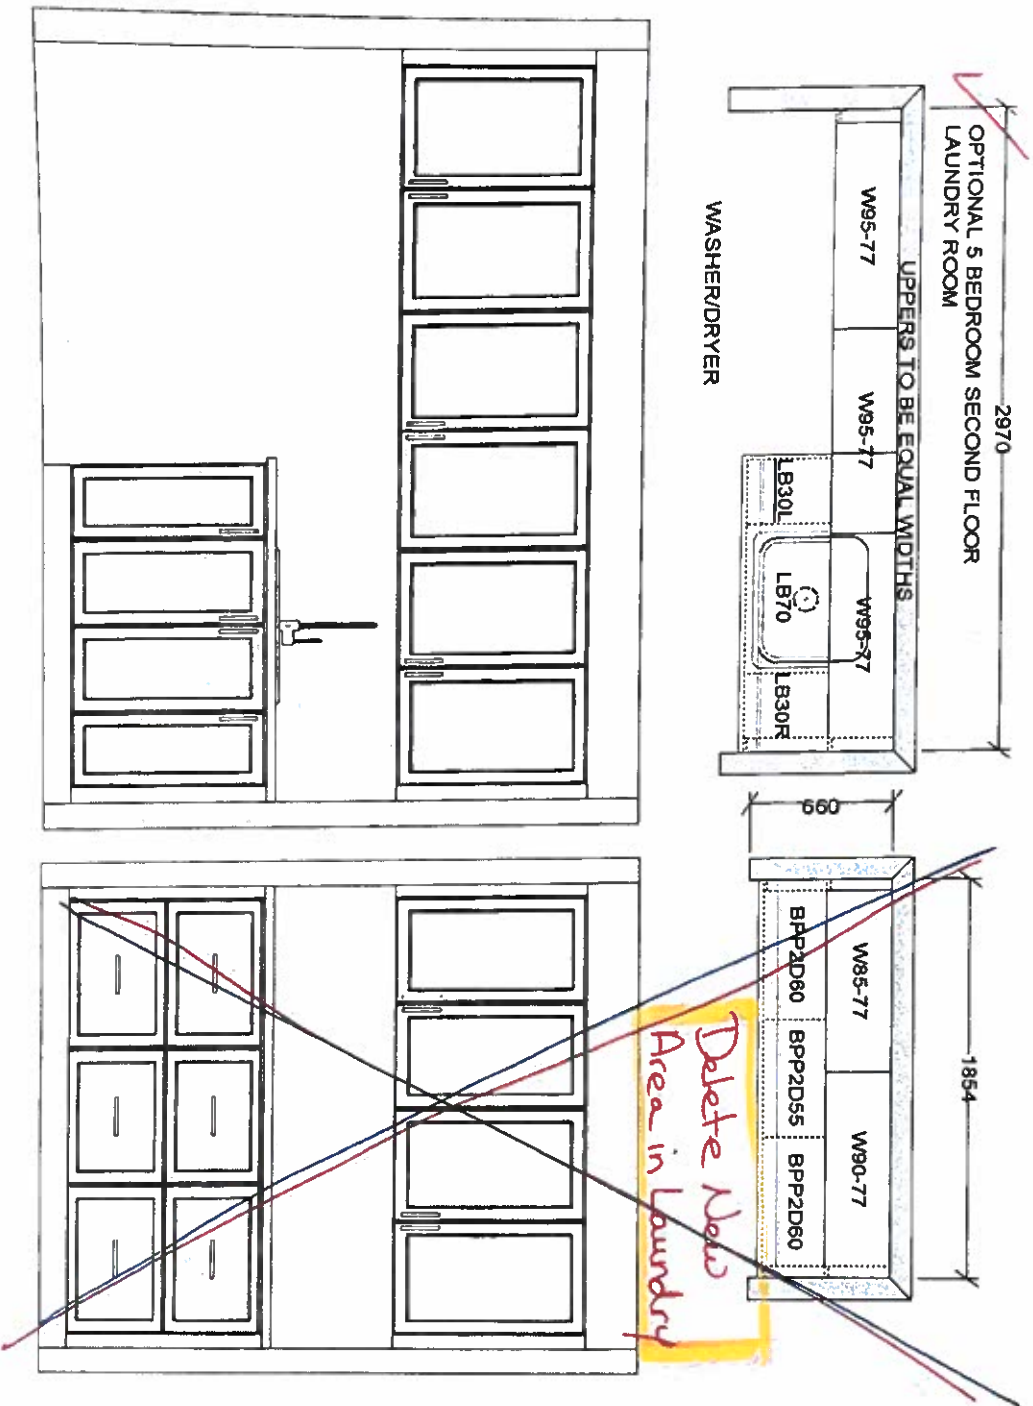 2970
OPTIONAL 5 BEDROOM SECOND FLOOR
LAUNDRY ROOM
UPPERS TO BE EQUAL WIDTHS
W95-77
W95-77
W95-77
LB30L
LB70
LB30R
WASHER/DRYER
660
1854
W85-77
W90-77
BPP2D60
BPP2D55
BPP2D60
Delete New
Area in Laundry